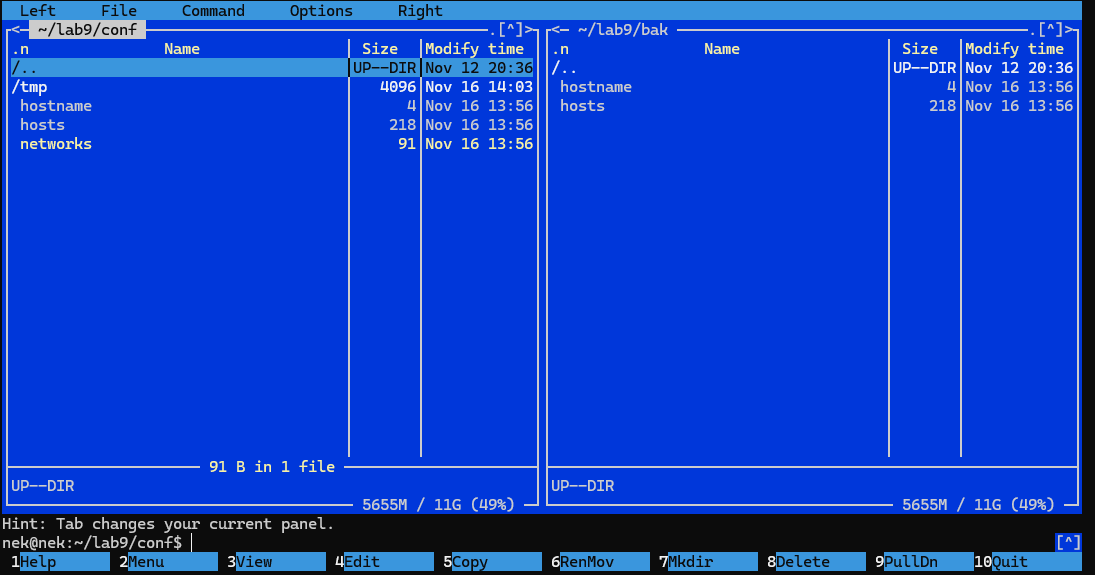 Left File Command Options Right
<─ ~/lab9/conf ─.[^]>
<─ ~/lab9/bak ─.[^]>
.n Name Size Modify time
.n Name Size Modify time
/.. UP--DIR Nov 12 20:36
/.. UP--DIR Nov 12 20:36
/tmp 4096 Nov 16 14:03
hostname 4 Nov 16 13:56
hostname 4 Nov 16 13:56
hosts 218 Nov 16 13:56
hosts 218 Nov 16 13:56
networks 91 Nov 16 13:56
91 B in 1 file
UP--DIR
UP--DIR
5655M / 11G (49%)
5655M / 11G (49%)
Hint: Tab changes your current panel.
nek@nek:~/lab9/conf$ [^]
1Help 2Menu 3View 4Edit 5Copy 6RenMov 7Mkdir 8Delete 9PullDn 10Quit